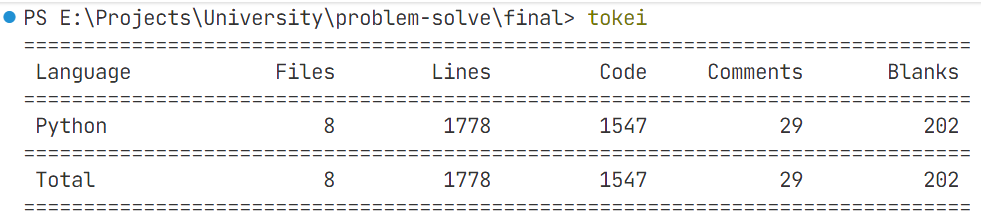 PS E:\Projects\University\problem-solve\final> tokei
===============================================================================
Language Files Lines Code Comments Blanks
===============================================================================
Python 8 1778 1547 29 202
===============================================================================
Total 8 1778 1547 29 202
===============================================================================